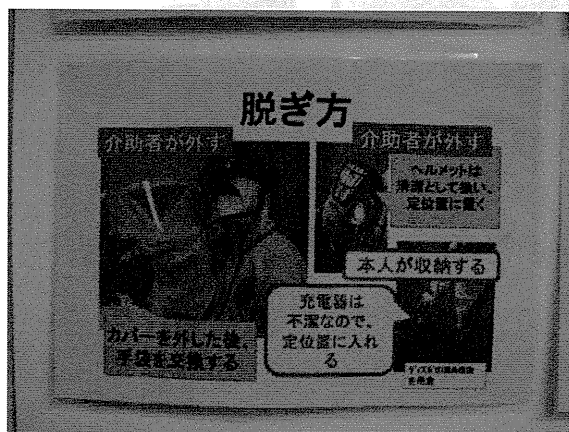 脱ぎ方
介助者が外す
介助者が外す
ヘルメットは
清潔として扱い、
定位置に置く
本人が収納する
充電器は
不潔なので、
定位置に入れ
る
カバーを外した後、
手袋を交換する